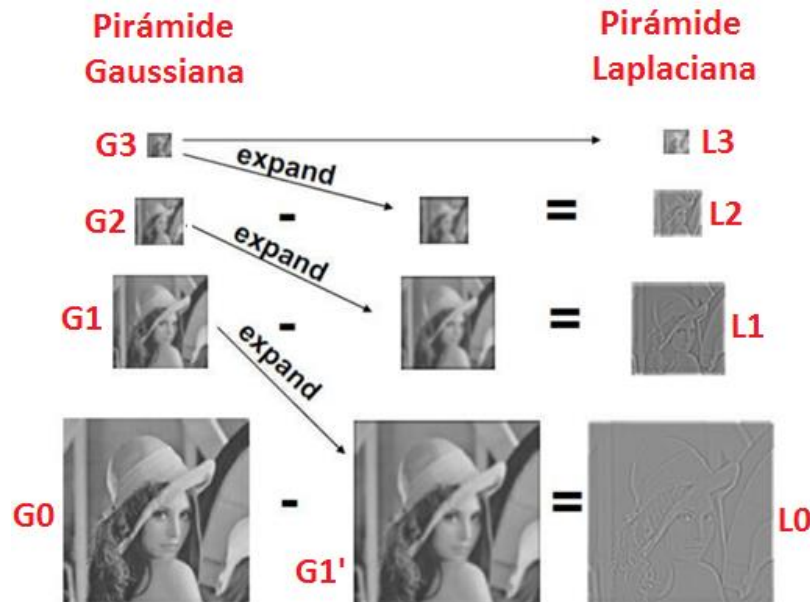 Pirámide
Gaussiana
Pirámide
Laplaciana
G3
expand
L3
G2
-
=
L2
expand
G1
-
=
L1
expand
G0
-
G1'
=
L0